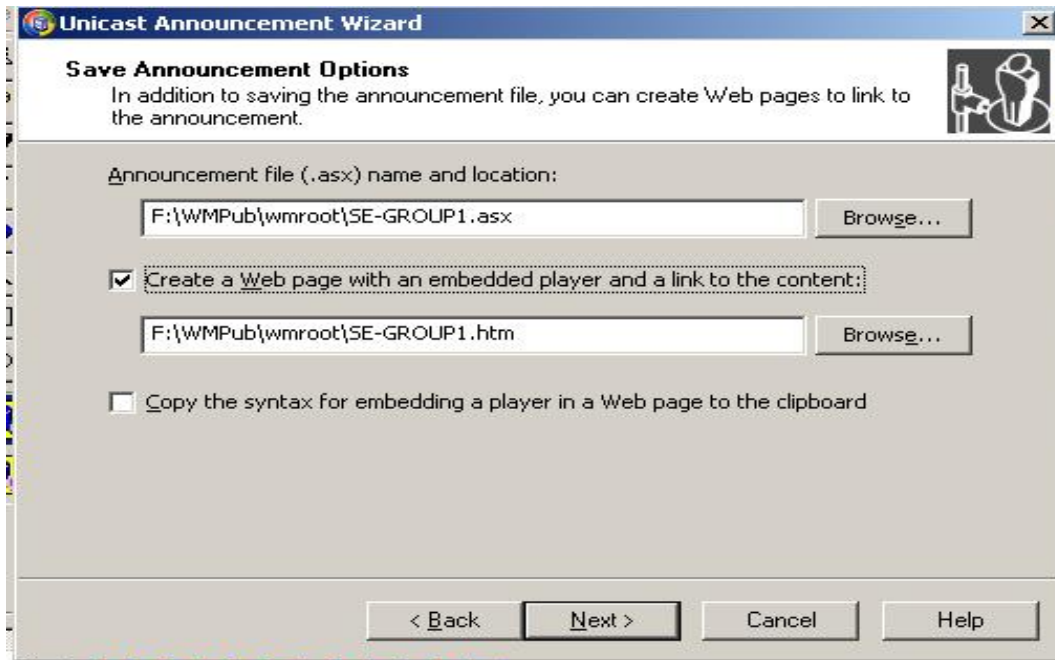 Unicast Announcement Wizard
Save Announcement Options
In addition to saving the announcement file, you can create Web pages to link to
the announcement.
Announcement file (.asx) name and location:
F:\WMPub\wmroot\SE-GROUP1.asx
Browse...
Create a Web page with an embedded player and a link to the content:
F:\WMPub\wmroot\SE-GROUP1.htm
Browse...
Copy the syntax for embedding a player in a Web page to the clipboard
< Back
Next >
Cancel
Help